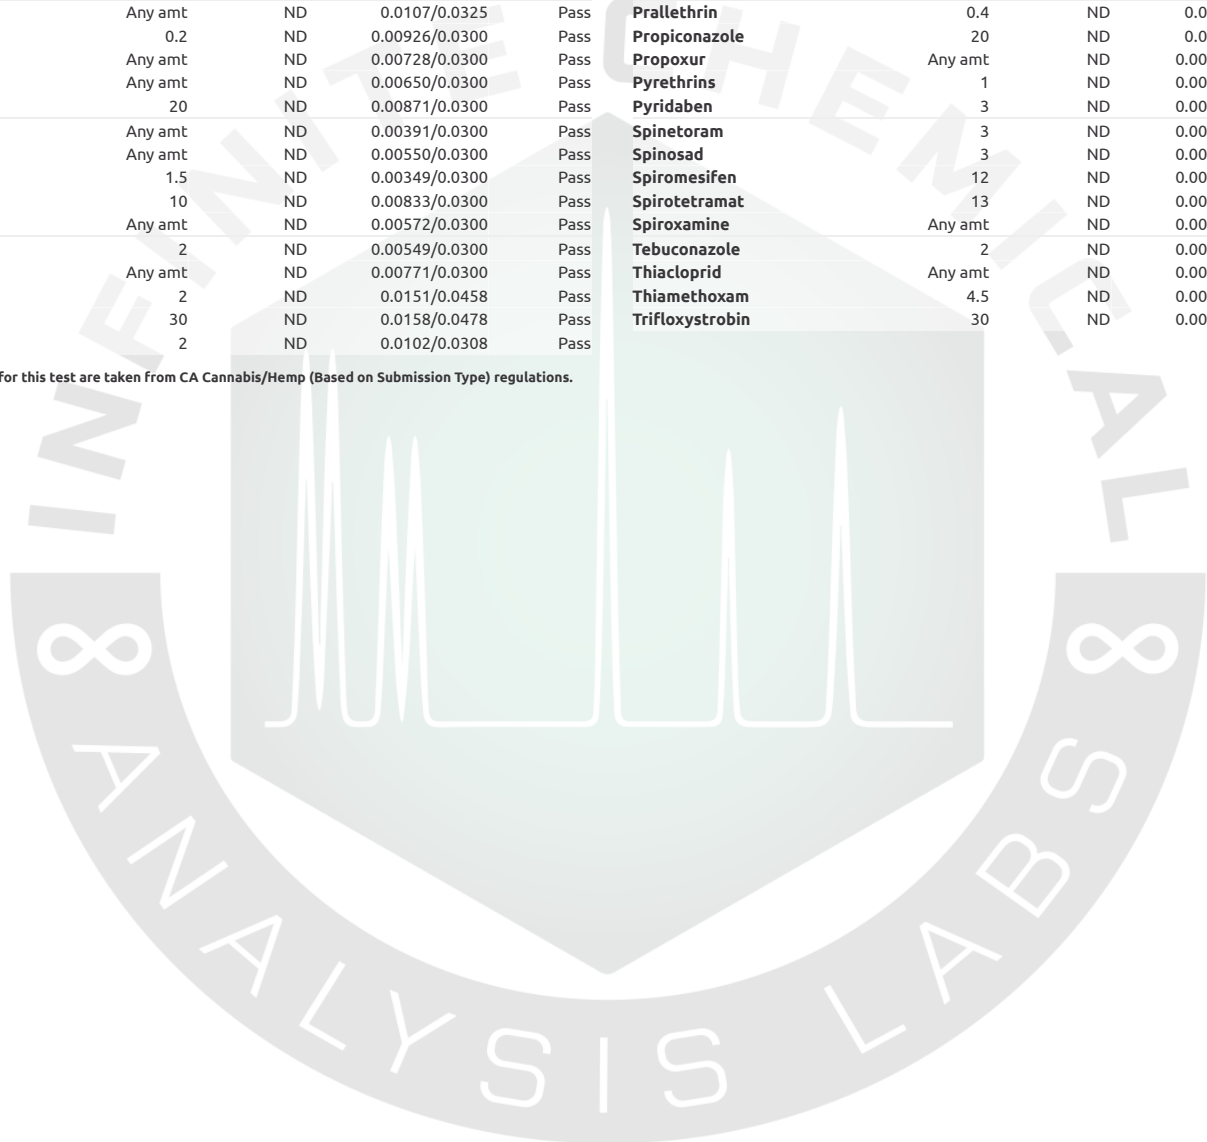 Any amt ND 0.0107/0.0325 Pass Prallethrin 0.4 ND 0.0
0.2 ND 0.00926/0.0300 Pass Propiconazole 20 ND 0.0
Any amt ND 0.00728/0.0300 Pass Propoxur Any amt ND 0.00
Any amt ND 0.00650/0.0300 Pass Pyrethrins 1 ND 0.00
20 ND 0.00871/0.0300 Pass Pyridaben 3 ND 0.00
Any amt ND 0.00391/0.0300 Pass Spinetoram 3 ND 0.00
Any amt ND 0.00550/0.0300 Pass Spinosad 3 ND 0.00
1.5 ND 0.00349/0.0300 Pass Spiromesifen 12 ND 0.00
10 ND 0.00833/0.0300 Pass Spirotetramat 13 ND 0.00
Any amt ND 0.00572/0.0300 Pass Spiroxamine Any amt ND 0.00
2 ND 0.00549/0.0300 Pass Tebuconazole 2 ND 0.00
Any amt ND 0.00771/0.0300 Pass Thiacloprid Any amt ND 0.00
2 ND 0.0151/0.0458 Pass Thiamethoxam 4.5 ND 0.00
30 ND 0.0158/0.0478 Pass Trifloxystrobin 30 ND 0.00
2 ND 0.0102/0.0308 Pass
for this test are taken from CA Cannabis/Hemp (Based on Submission Type) regulations.
INFINITE CHEMICAL
∞ ANALYSIS LABS ∞